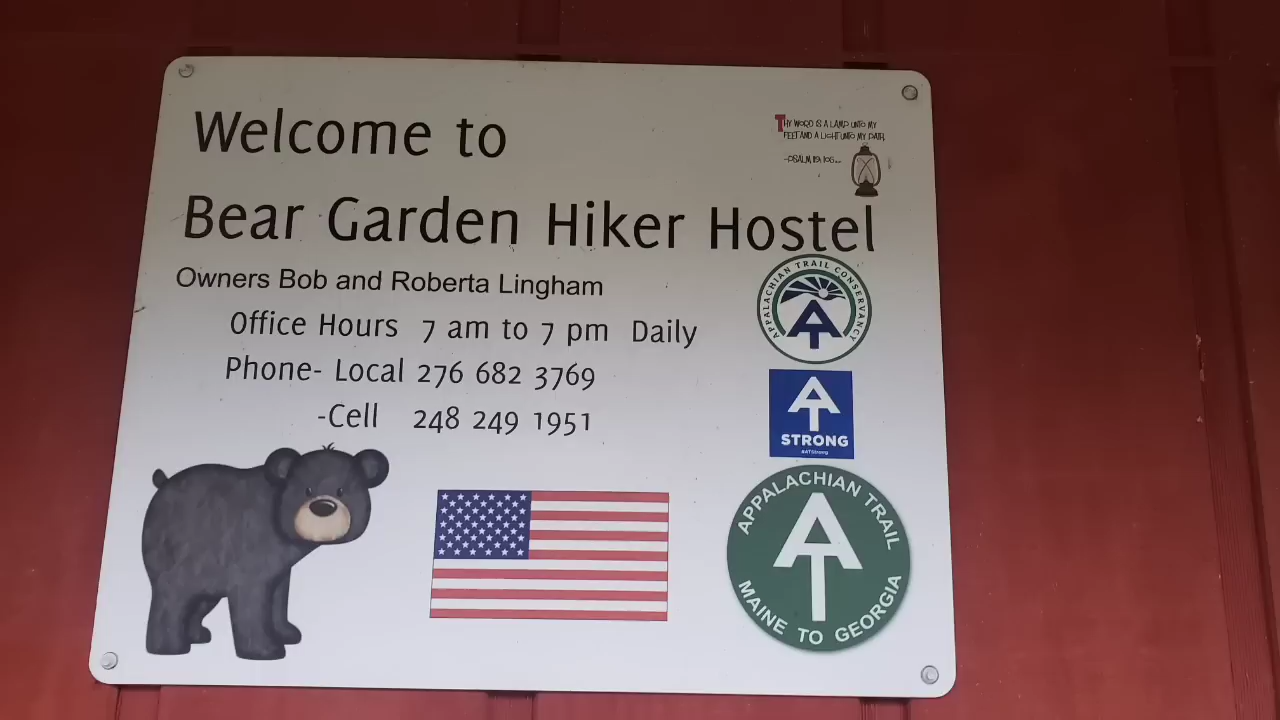 Welcome to
Bear Garden Hiker Hostel
Owners Bob and Roberta Lingham
Office Hours 7 am to 7 pm Daily
Phone- Local 276 682 3769
-Cell 248 249 1951
THY WORD IS A LAMP UNTO MY
FEET AND A LIGHT UNTO MY PATH
-PSALM 119:105
APPALACHIAN TRAIL CONSERVANCY
AT
AT
STRONG
#ATStrong
APPALACHIAN TRAIL
AT
MAINE TO GEORGIA